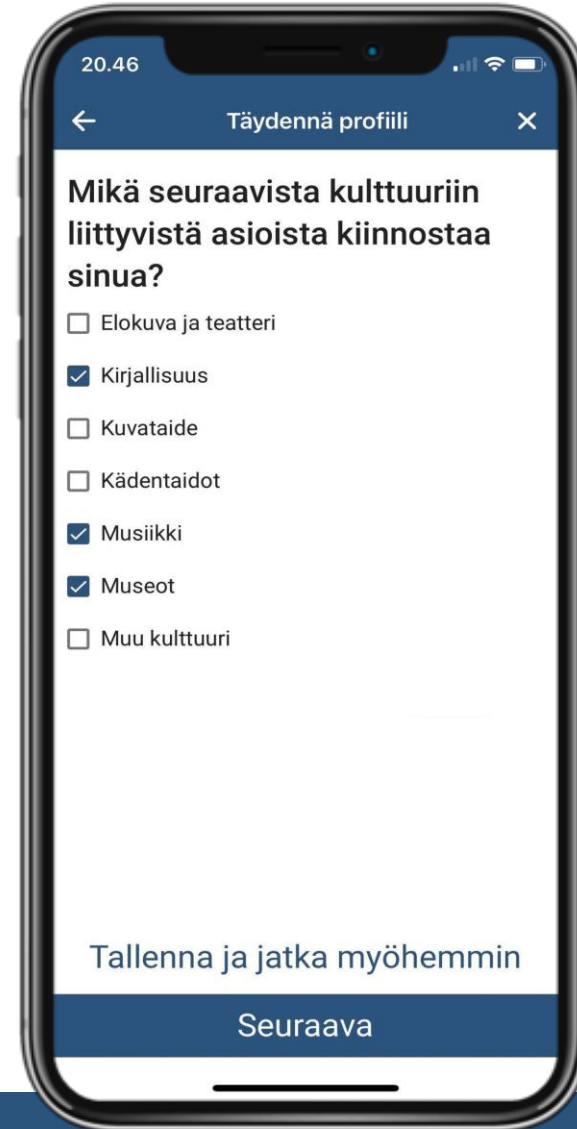 20.46
Täydennä profiili
Mikä seuraavista kulttuuriin
liittyvistä asioista kiinnostaa
sinua?
Elokuva ja teatteri
Kirjallisuus
Kuvataide
Kädentaidot
Musiikki
Museot
Muu kulttuuri
Tallenna ja jatka myöhemmin
Seuraava